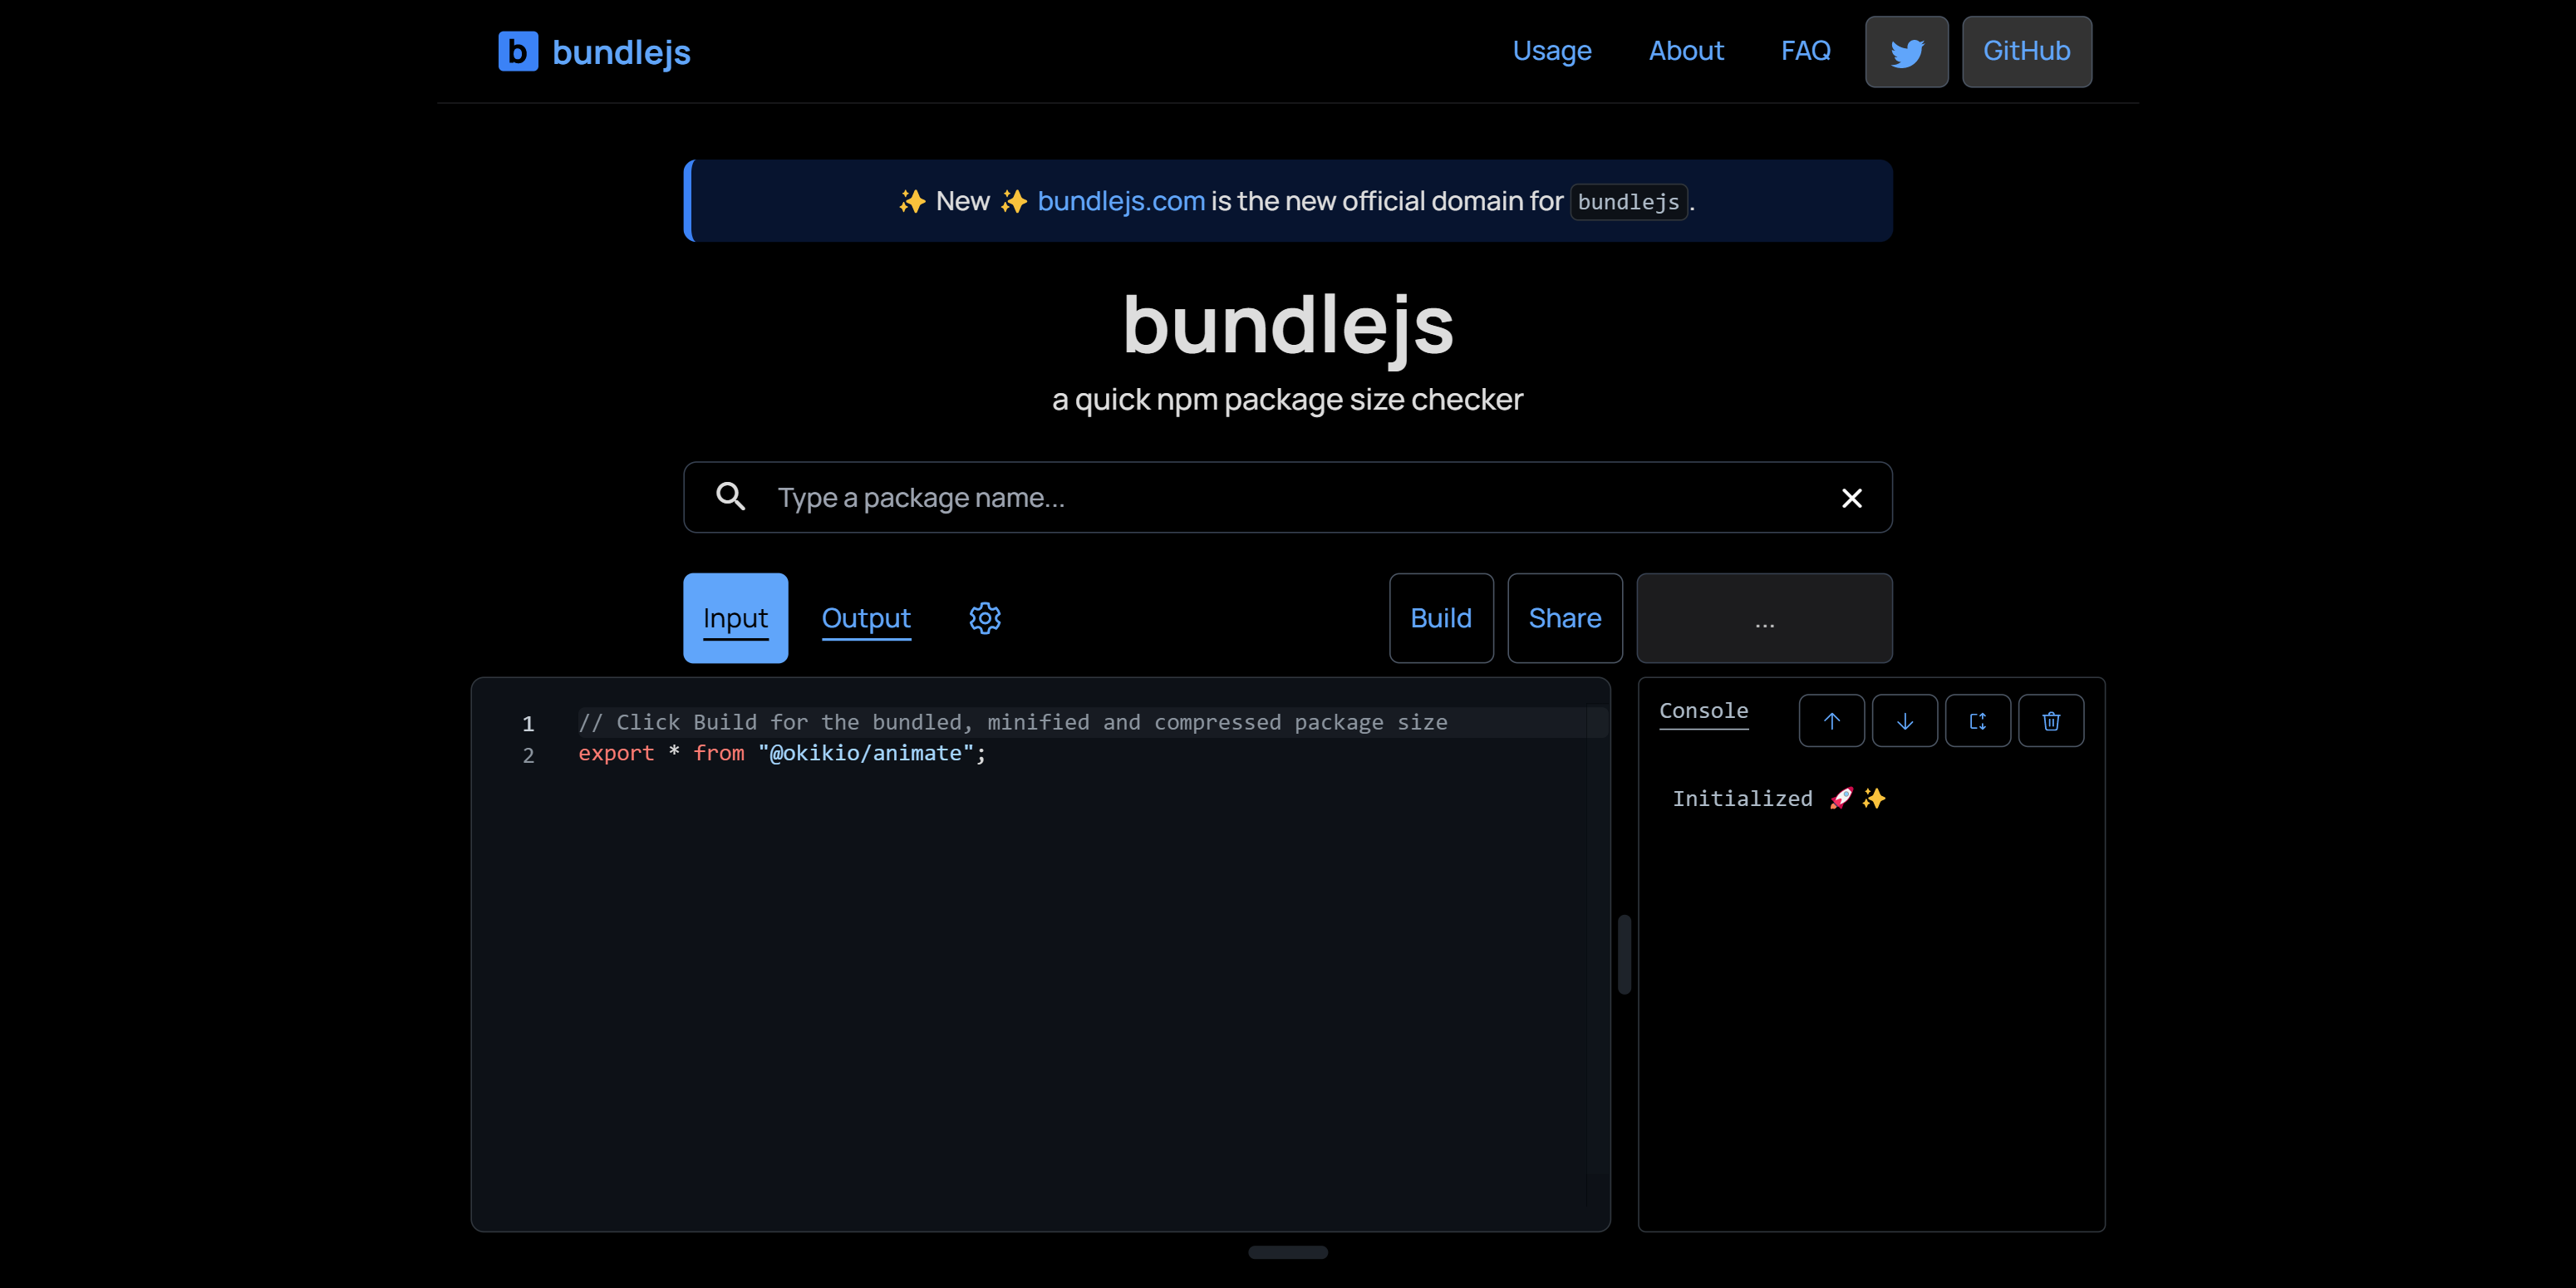 b bundlejs
Usage About FAQ GitHub
✨ New ✨ bundlejs.com is the new official domain for bundlejs.
bundlejs
a quick npm package size checker
Type a package name...
Input Output Build Share ...
1 // Click Build for the bundled, minified and compressed package size
2 export * from "@okikio/animate";
Console
Initialized 🚀✨